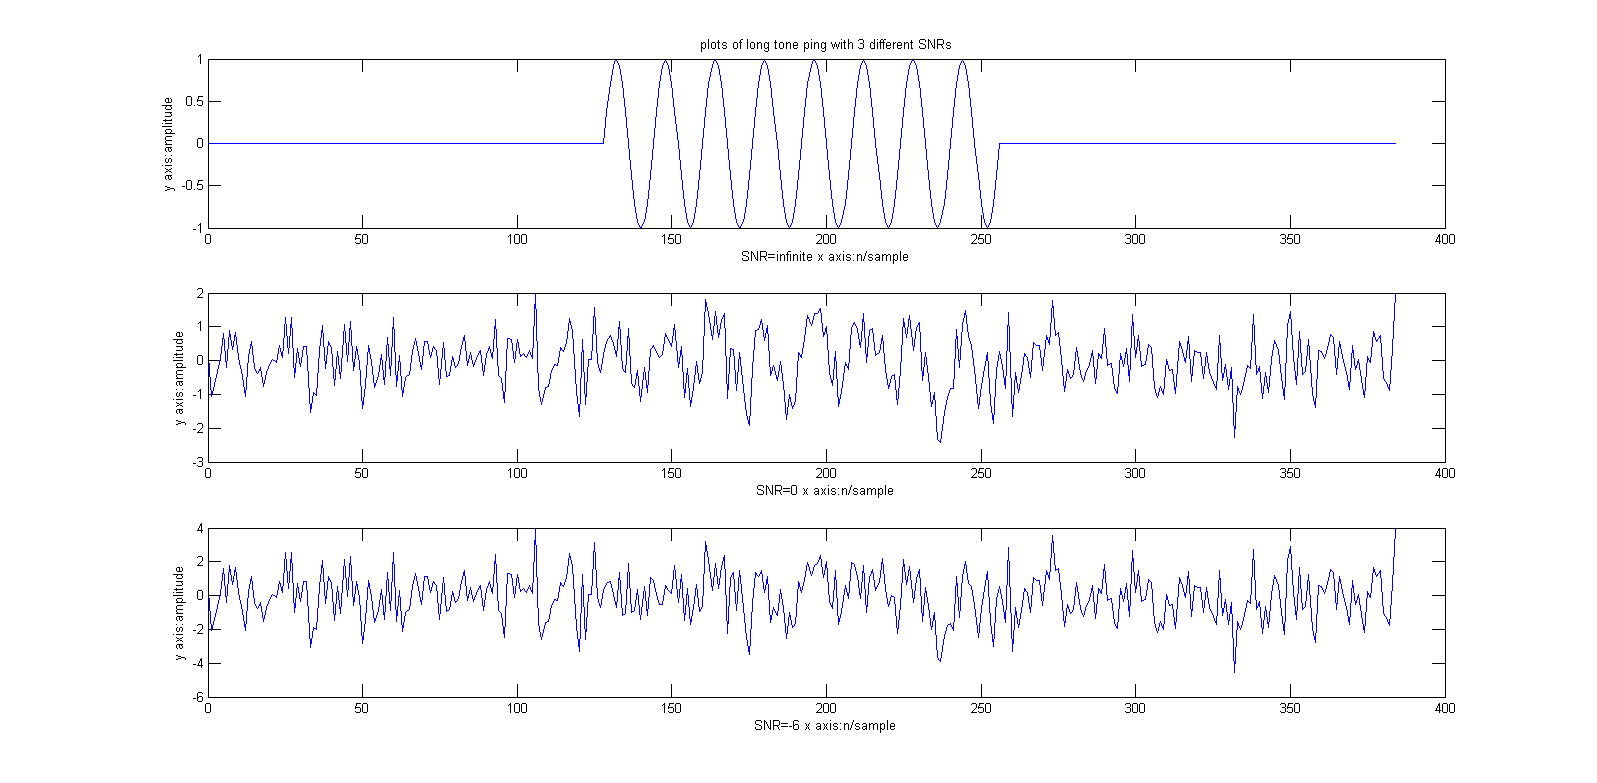 plots of long tone ping with 3 different SNRs
y axis:amplitude
1
0.5
0
-0.5
-1
0 50 100 150 200 250 300 350 400
SNR=infinite x axis:n/sample
y axis:amplitude
2
1
0
-1
-2
-3
0 50 100 150 200 250 300 350 400
SNR=0 x axis:n/sample
y axis:amplitude
4
2
0
-2
-4
-6
0 50 100 150 200 250 300 350 400
SNR=-6 x axis:n/sample